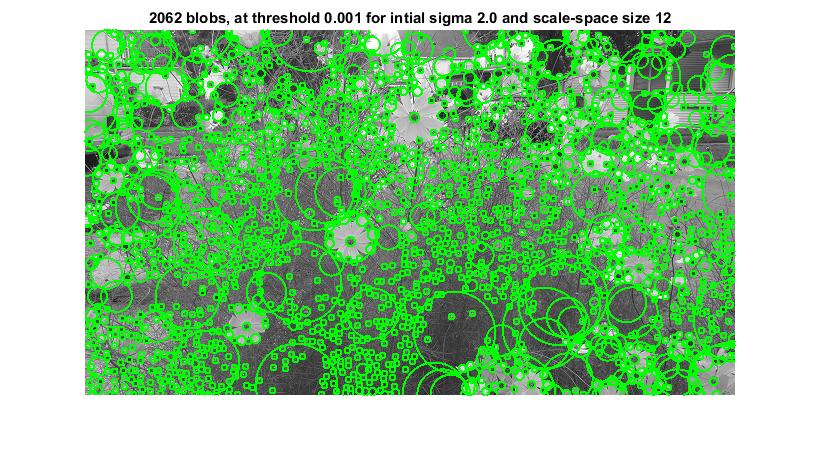 2062 blobs, at threshold 0.001 for intial sigma 2.0 and scale-space size 12